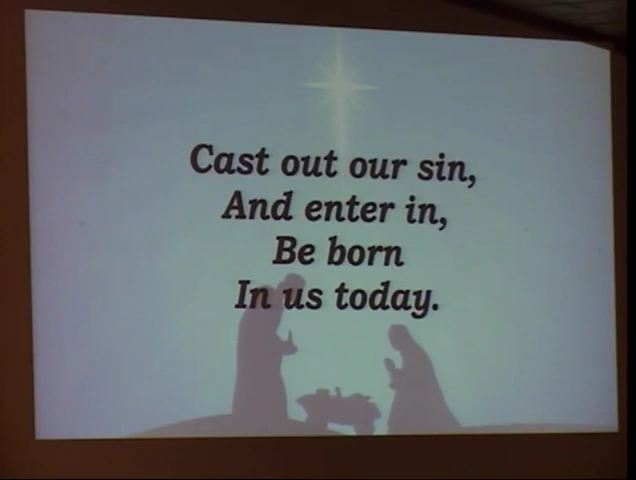 Cast out our sin,
And enter in,
Be born
In us today.